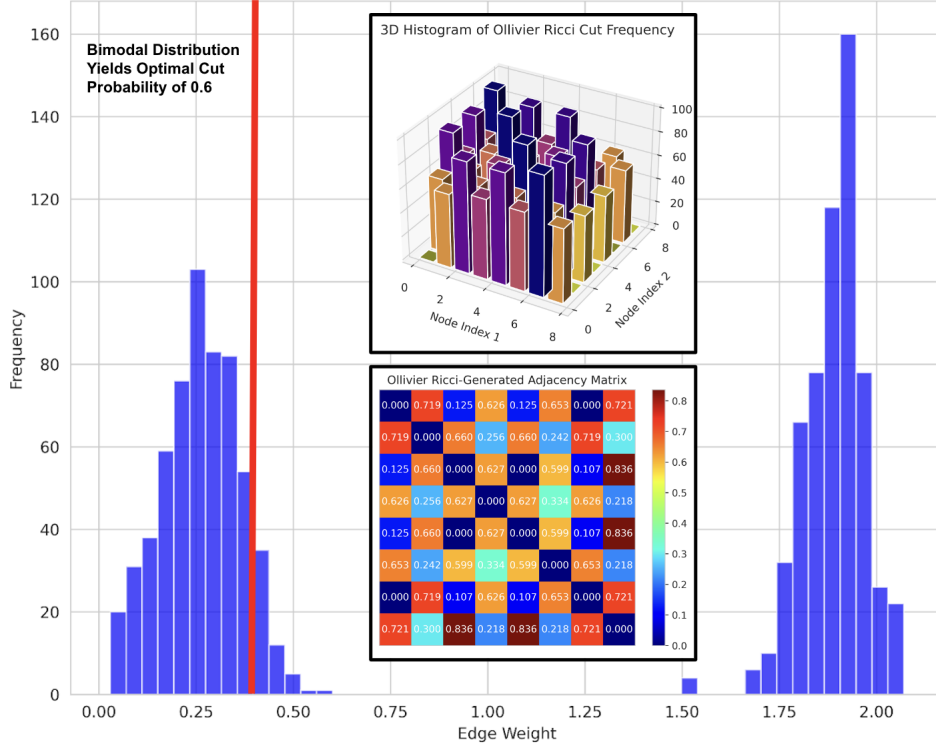 160
140
120
100
80
60
40
20
0
Frequency
Bimodal Distribution
Yields Optimal Cut
Probability of 0.6
3D Histogram of Ollivier Ricci Cut Frequency
100
80
60
40
20
0
0
2
4
6
8
Node Index 1
0
2
4
6
8
Node Index 2
Ollivier Ricci-Generated Adjacency Matrix
0.000 0.719 0.125 0.626 0.125 0.653 0.000 0.721
0.719 0.000 0.660 0.256 0.660 0.242 0.719 0.300
0.125 0.660 0.000 0.627 0.000 0.599 0.107 0.836
0.626 0.256 0.627 0.000 0.627 0.334 0.626 0.218
0.125 0.660 0.000 0.627 0.000 0.599 0.107 0.836
0.653 0.242 0.599 0.334 0.599 0.000 0.653 0.218
0.000 0.719 0.107 0.626 0.107 0.653 0.000 0.721
0.721 0.300 0.836 0.218 0.836 0.218 0.721 0.000
0.8
0.7
0.6
0.5
0.4
0.3
0.2
0.1
0.0
0.00 0.25 0.50 0.75 1.00 1.25 1.50 1.75 2.00
Edge Weight